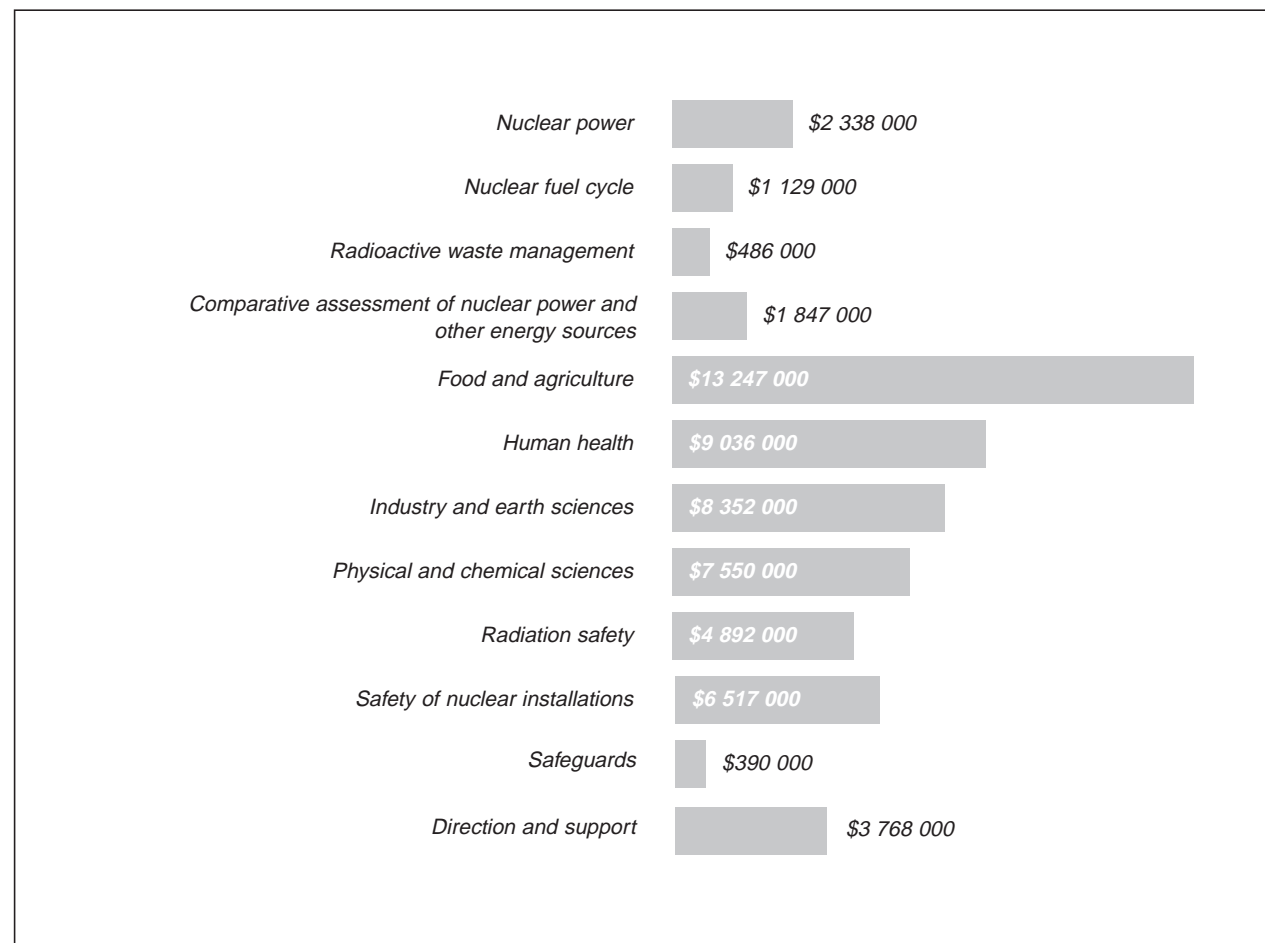 Nuclear power $2 338 000
Nuclear fuel cycle $1 129 000
Radioactive waste management $486 000
Comparative assessment of nuclear power and
other energy sources $1 847 000
Food and agriculture $13 247 000
Human health $9 036 000
Industry and earth sciences $8 352 000
Physical and chemical sciences $7 550 000
Radiation safety $4 892 000
Safety of nuclear installations $6 517 000
Safeguards $390 000
Direction and support $3 768 000